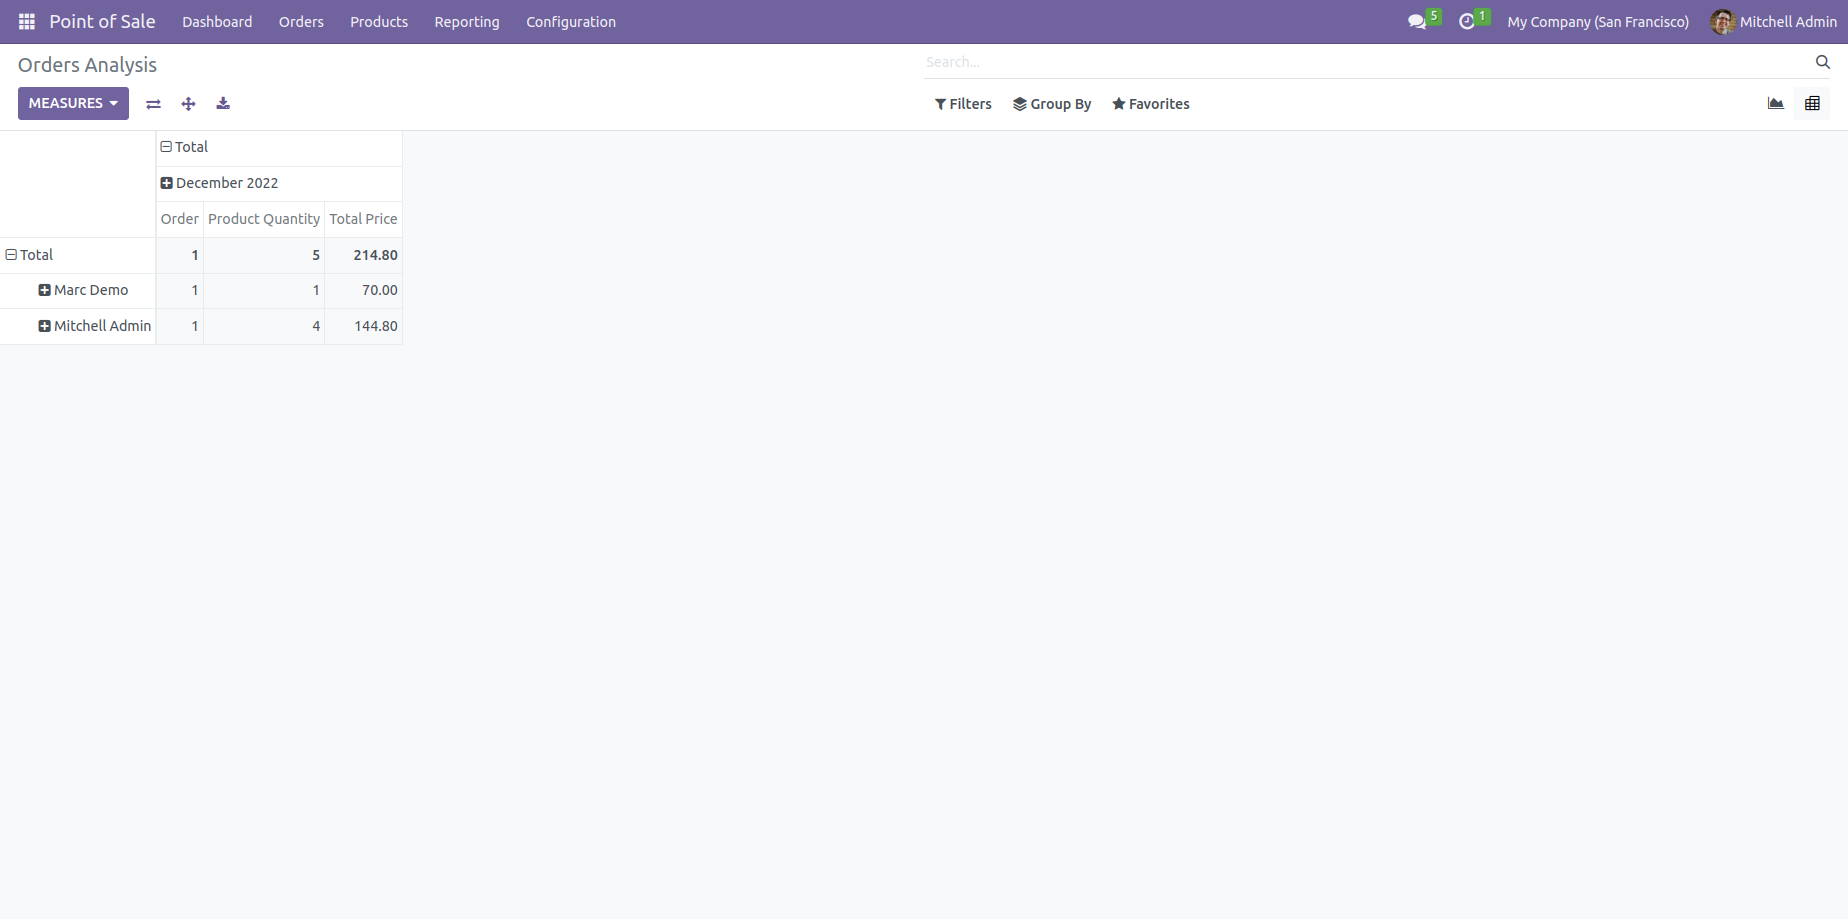 Point of Sale Dashboard Orders Products Reporting Configuration 5 1 My Company (San Francisco) Mitchell Admin
Orders Analysis Search...
MEASURES Filters Group By Favorites
Total
December 2022
Order Product Quantity Total Price
Total 1 5 214.80
Marc Demo 1 1 70.00
Mitchell Admin 1 4 144.80